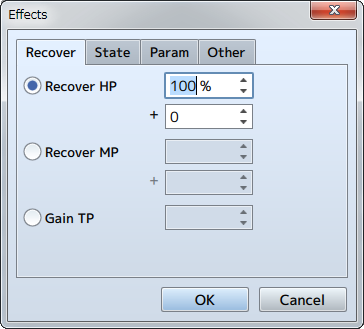 Effects
Recover State Param Other
Recover HP 100 %
+ 0
Recover MP
+
Gain TP
OK Cancel